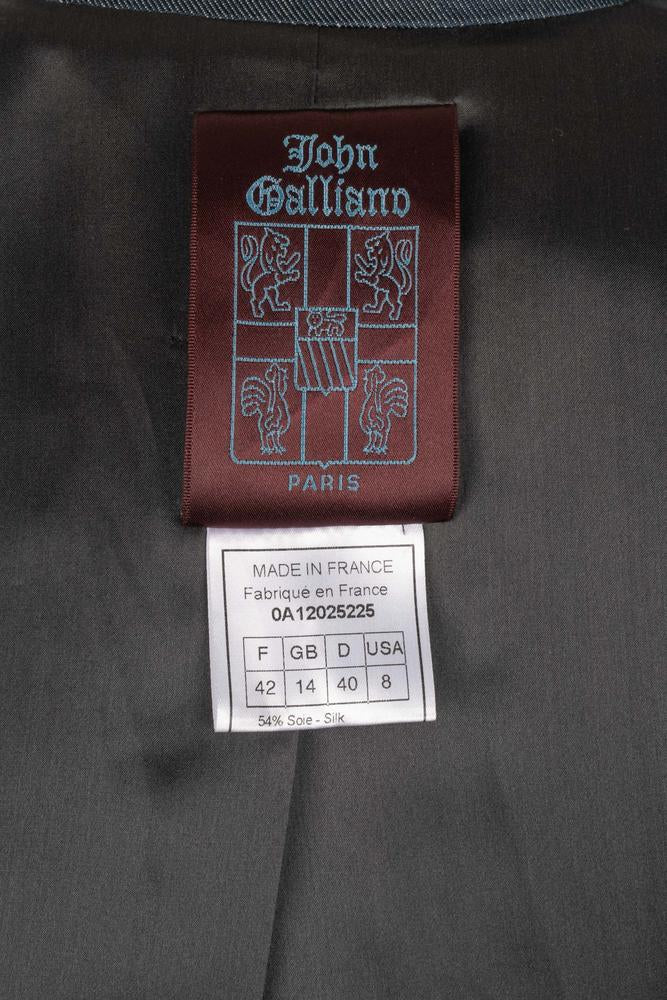 John
Galliano
PARIS
MADE IN FRANCE
Fabriqué en France
0A12025225
F GB D USA
42 14 40 8
54% Soie - Silk